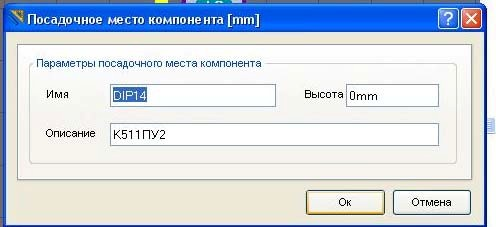 Посадочное место компонента [mm]
Параметры посадочного места компонента
Имя DIP14 Высота 0mm
Описание К511ПУ2
Ок Отмена